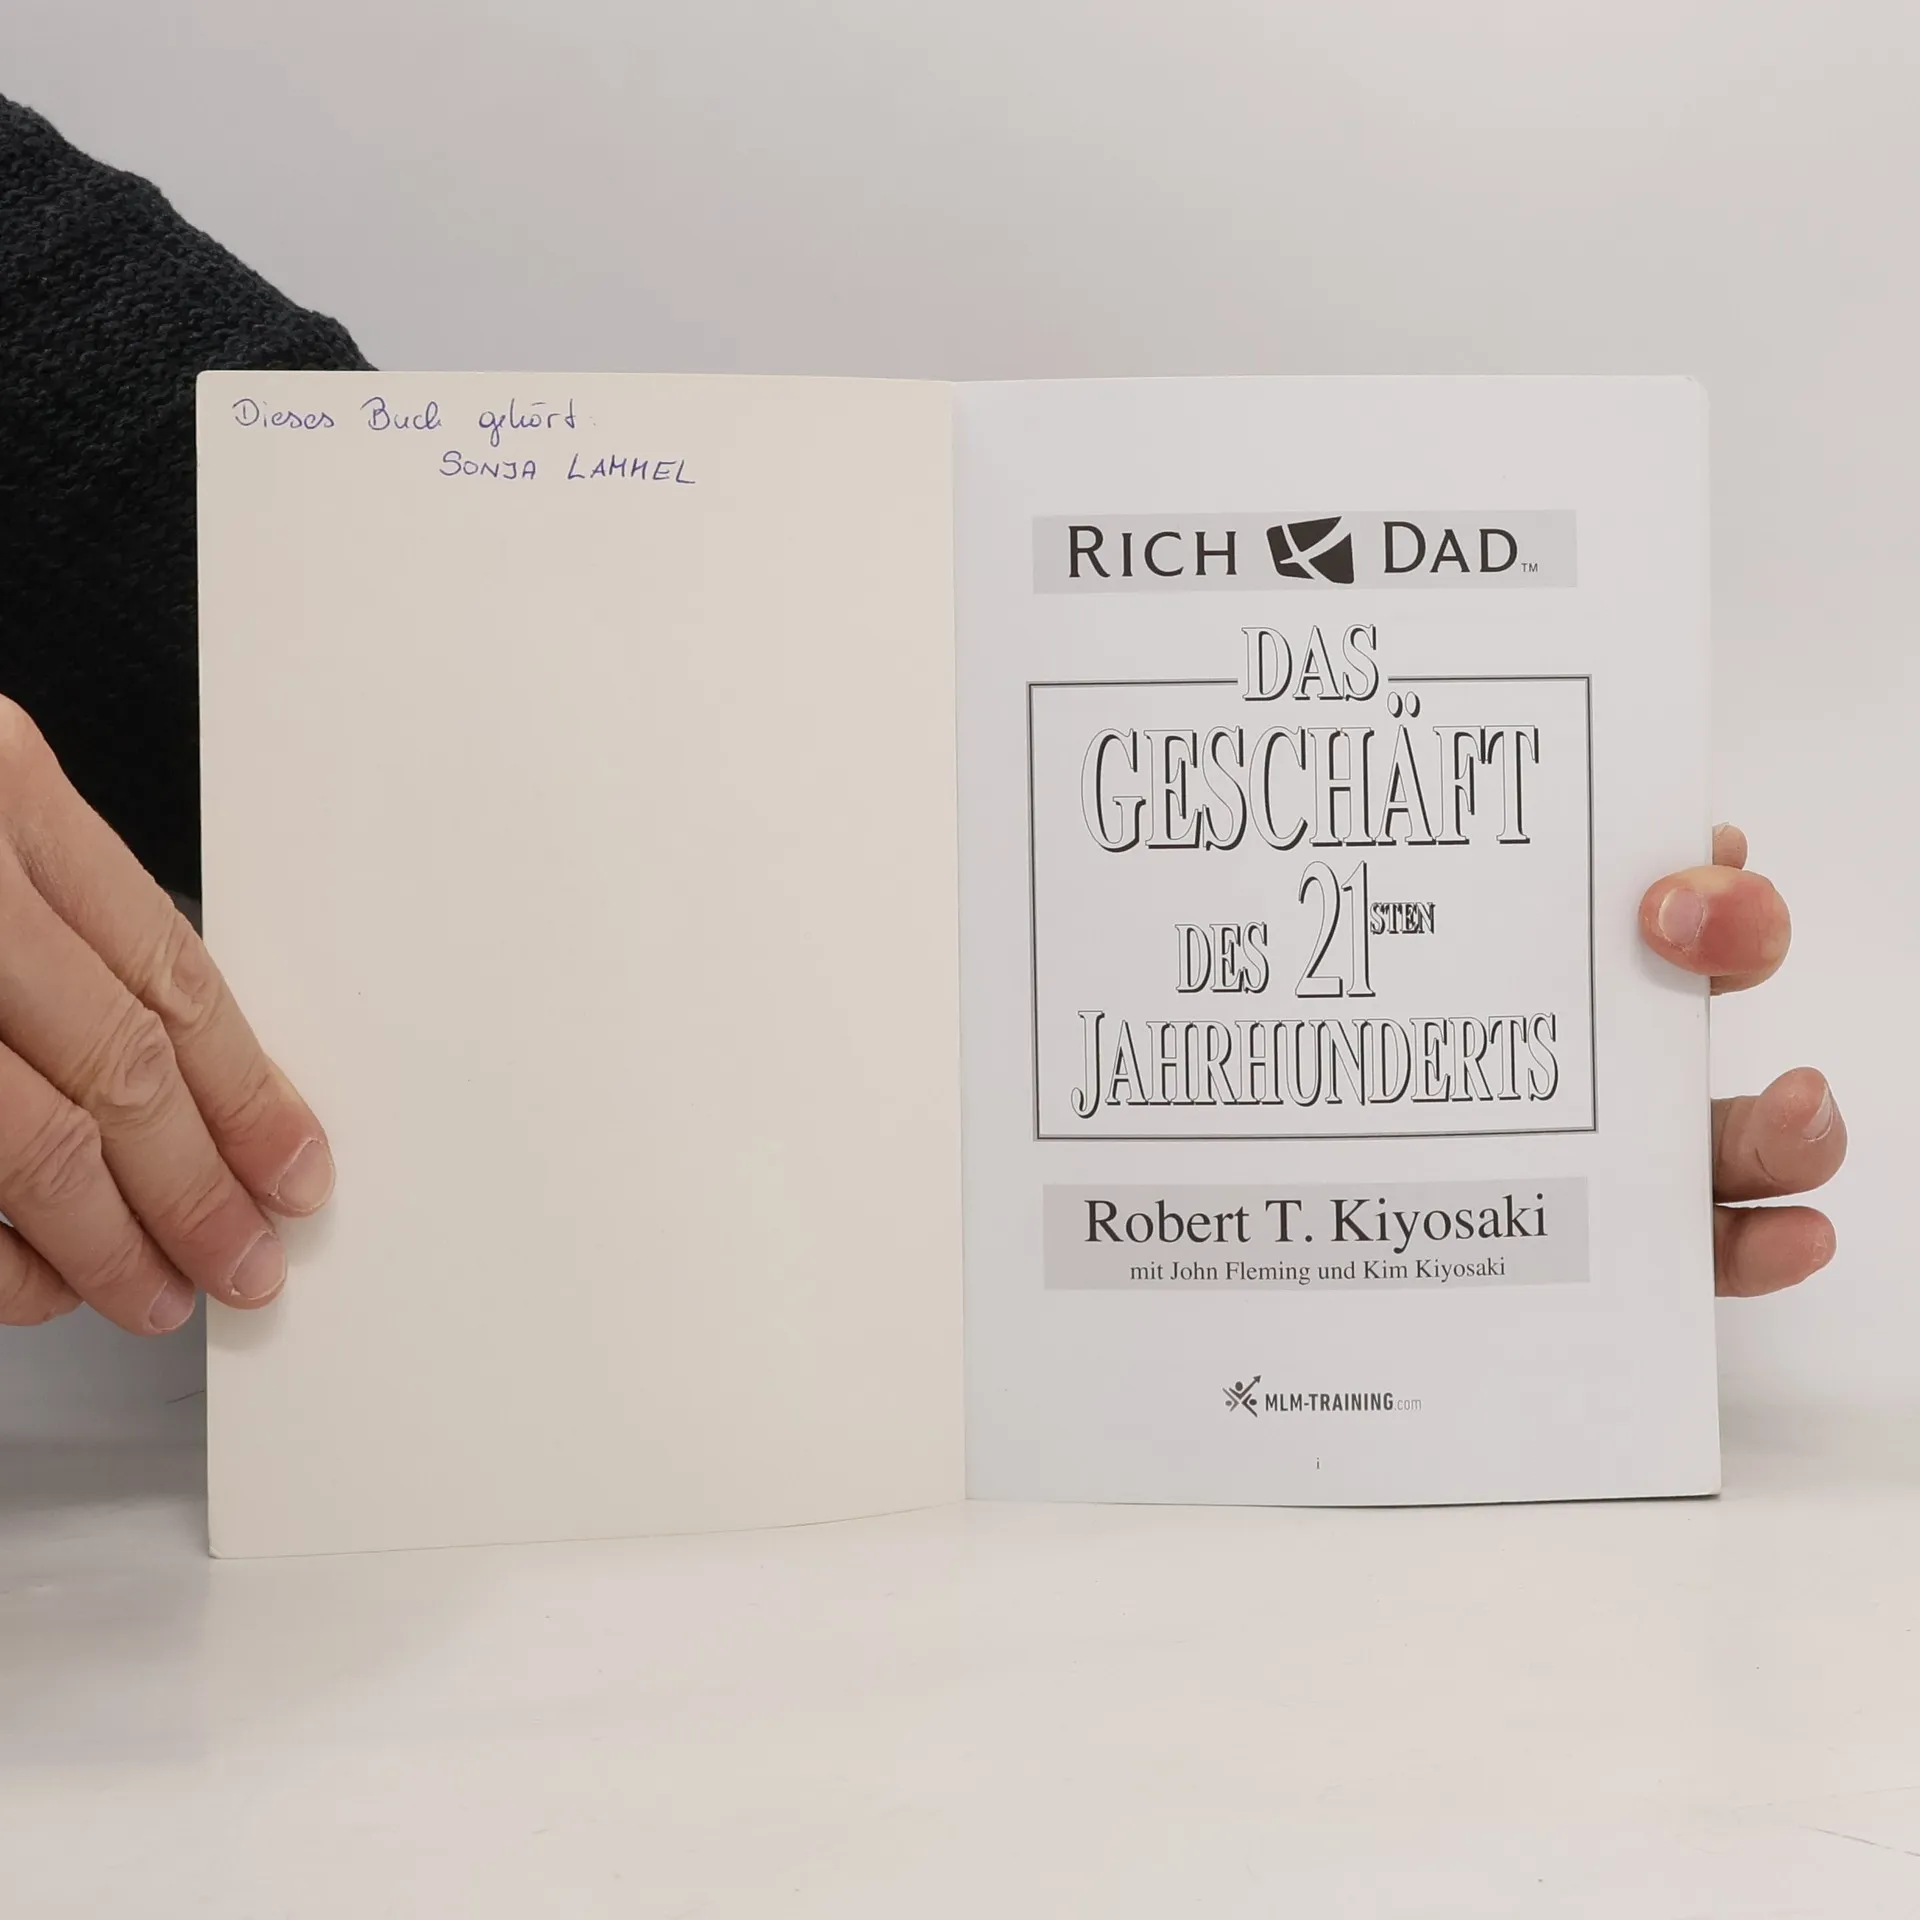 Dieses Buch gehört:
SONJA LAMMEL
RICH DAD™
DAS
GESCHÄFT
DES 21STEN
JAHRHUNDERTS
Robert T. Kiyosaki
mit John Fleming und Kim Kiyosaki
MLM-TRAINING.com
i